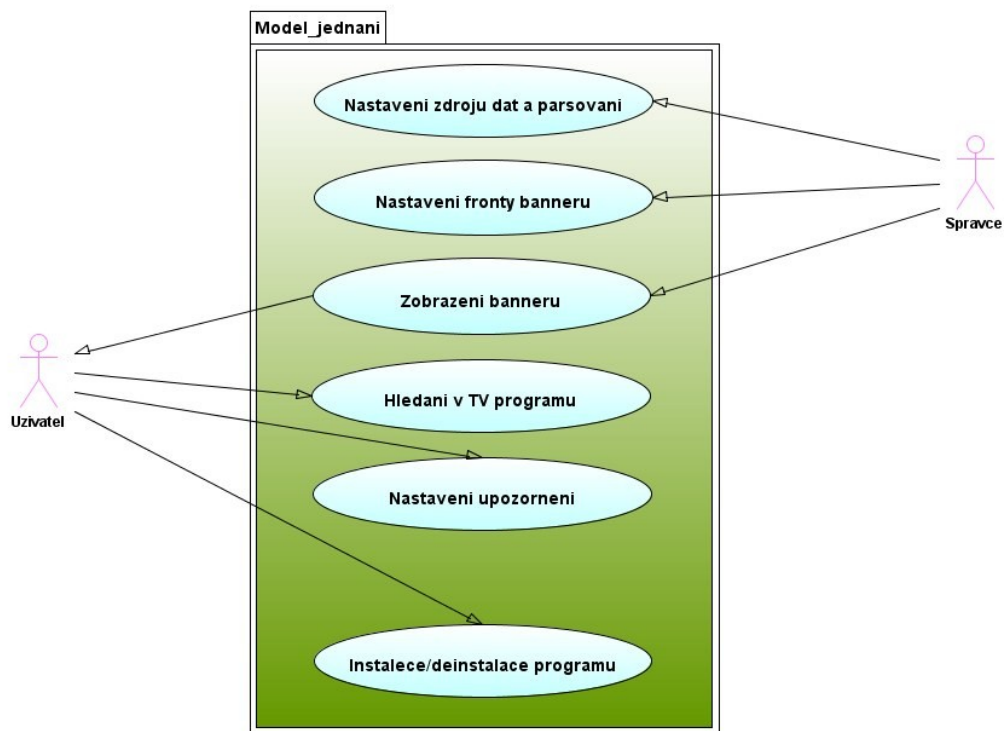 Model_jednani
Nastaveni zdroju dat a parsovani
Nastaveni fronty banneru
Spravce
Zobrazeni banneru
Hledani v TV programu
Uzivatel
Nastaveni upozorneni
Instalece/deinstalace programu